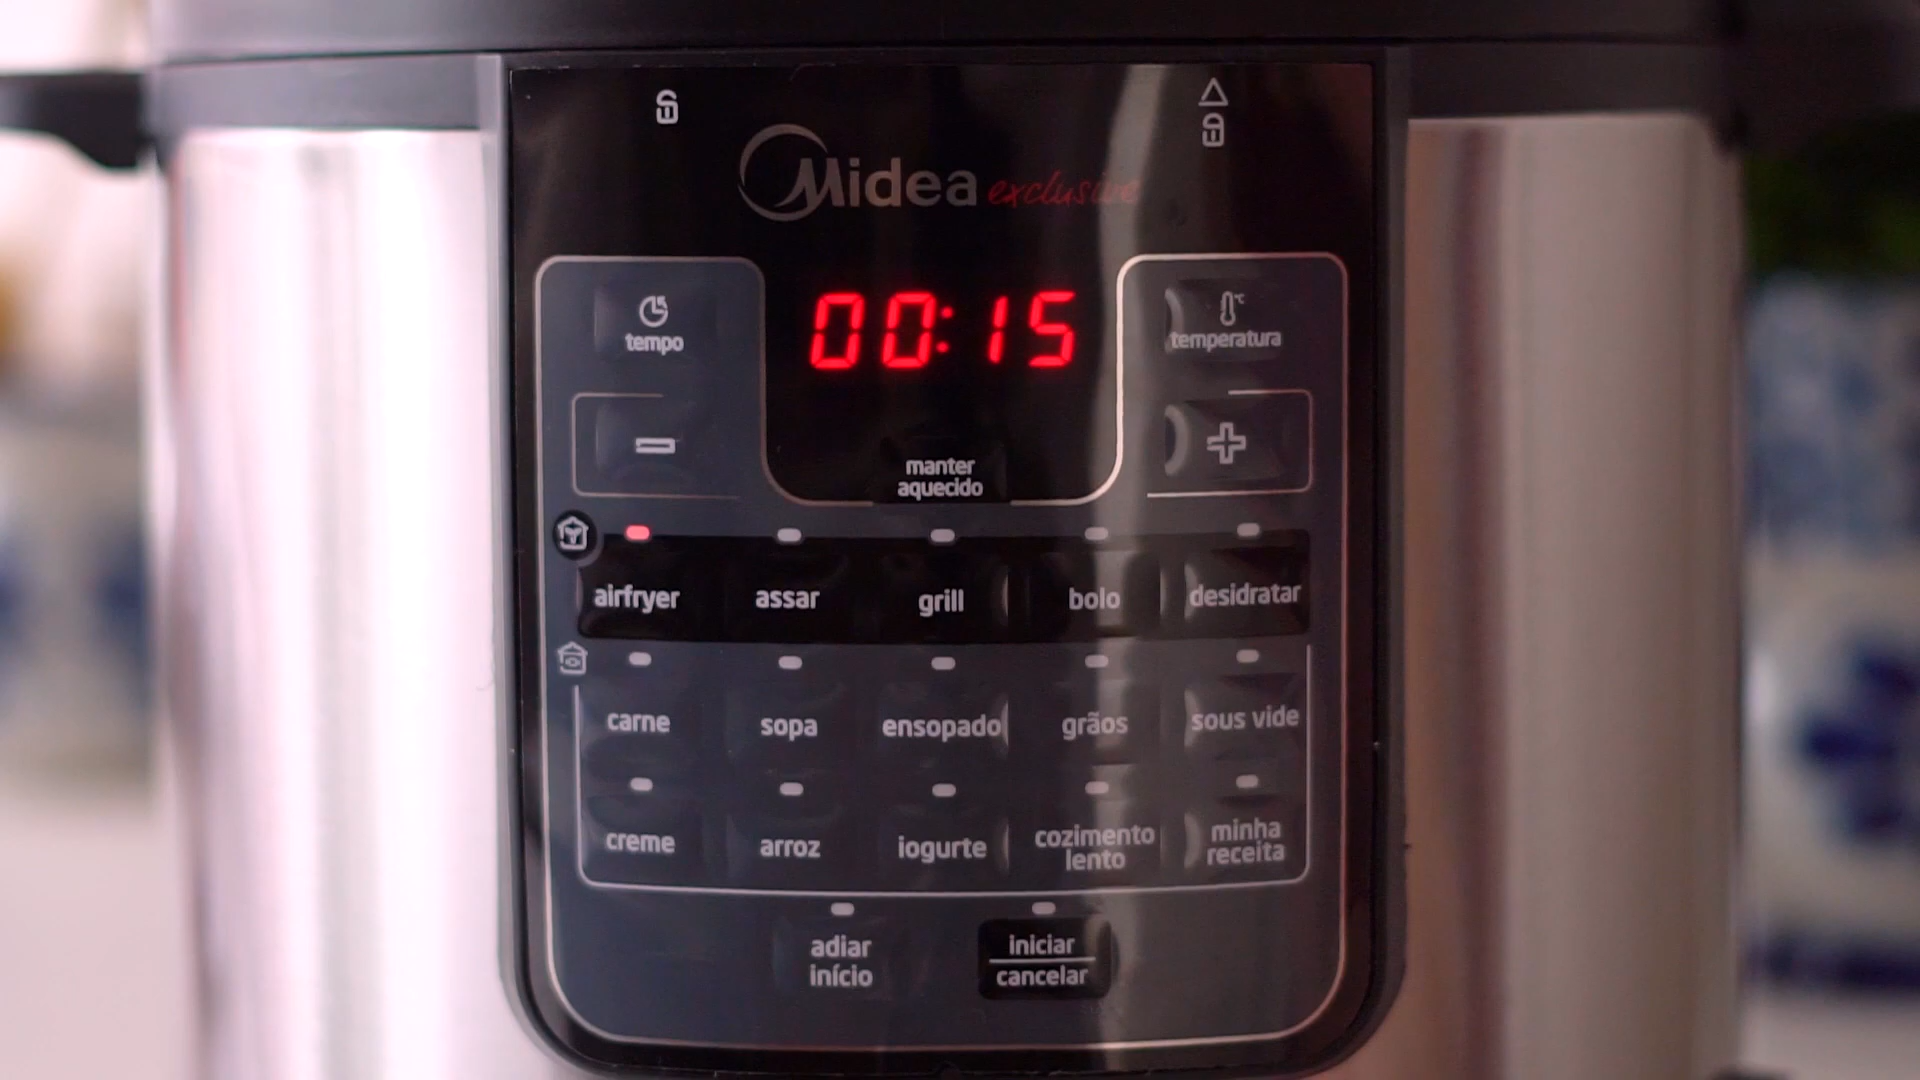 Midea exclusive
00:15
tempo
temperatura
manter
aquecido
airfryer assar grill bolo desidratar
carne sopa ensopado grãos sous vide
creme arroz iogurte cozimento lento minha receita
adiar início
iniciar
cancelar